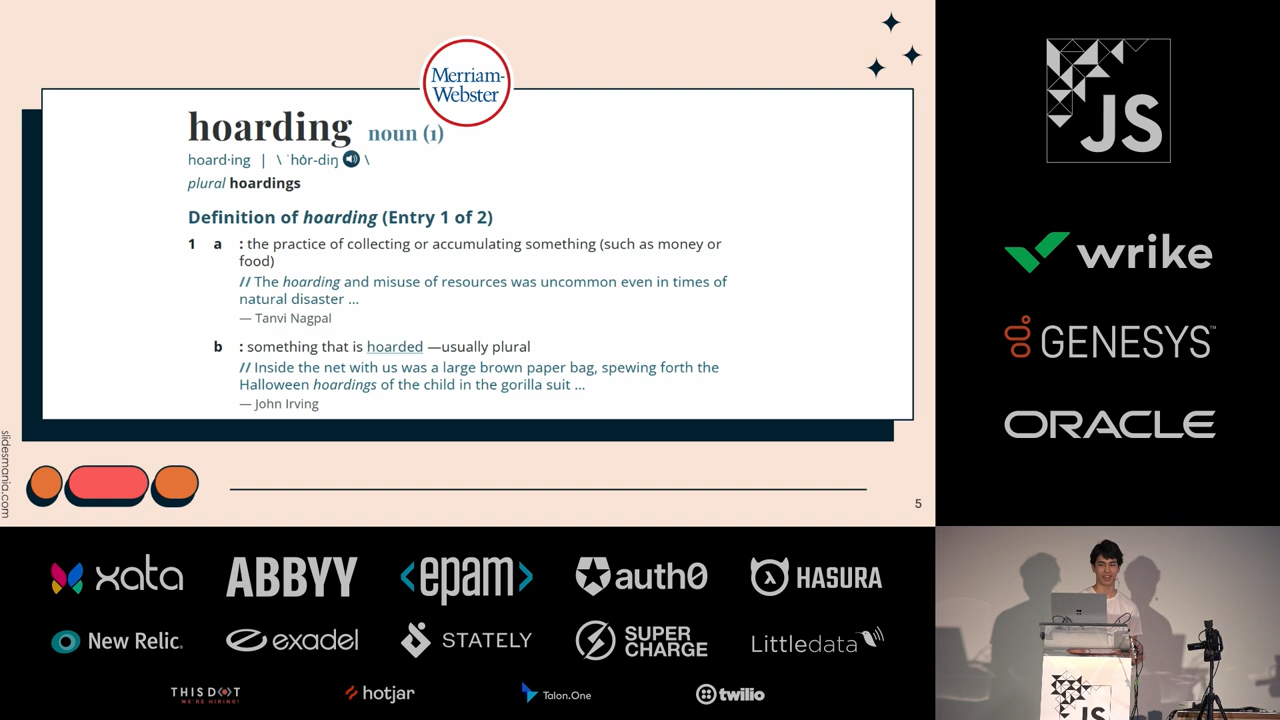 Merriam-
Webster
hoarding noun (1)
hoard·ing | \ ˈhȯr-diŋ \
plural hoardings
Definition of hoarding (Entry 1 of 2)
1 a : the practice of collecting or accumulating something (such as money or
food)
// The hoarding and misuse of resources was uncommon even in times of
natural disaster ...
— Tanvi Nagpal
b : something that is hoarded —usually plural
// Inside the net with us was a large brown paper bag, spewing forth the
Halloween hoardings of the child in the gorilla suit ...
— John Irving
slidesmania.com
5
JS
wrike
GENESYS™
ORACLE
xata
ABBYY
<epam>
auth0
HASURA
New Relic.
exadel
STATELY
SUPER
CHARGE
Littledata
THIS DOT
WE'RE HIRING!
hotjar
Talon.One
twilio
JS